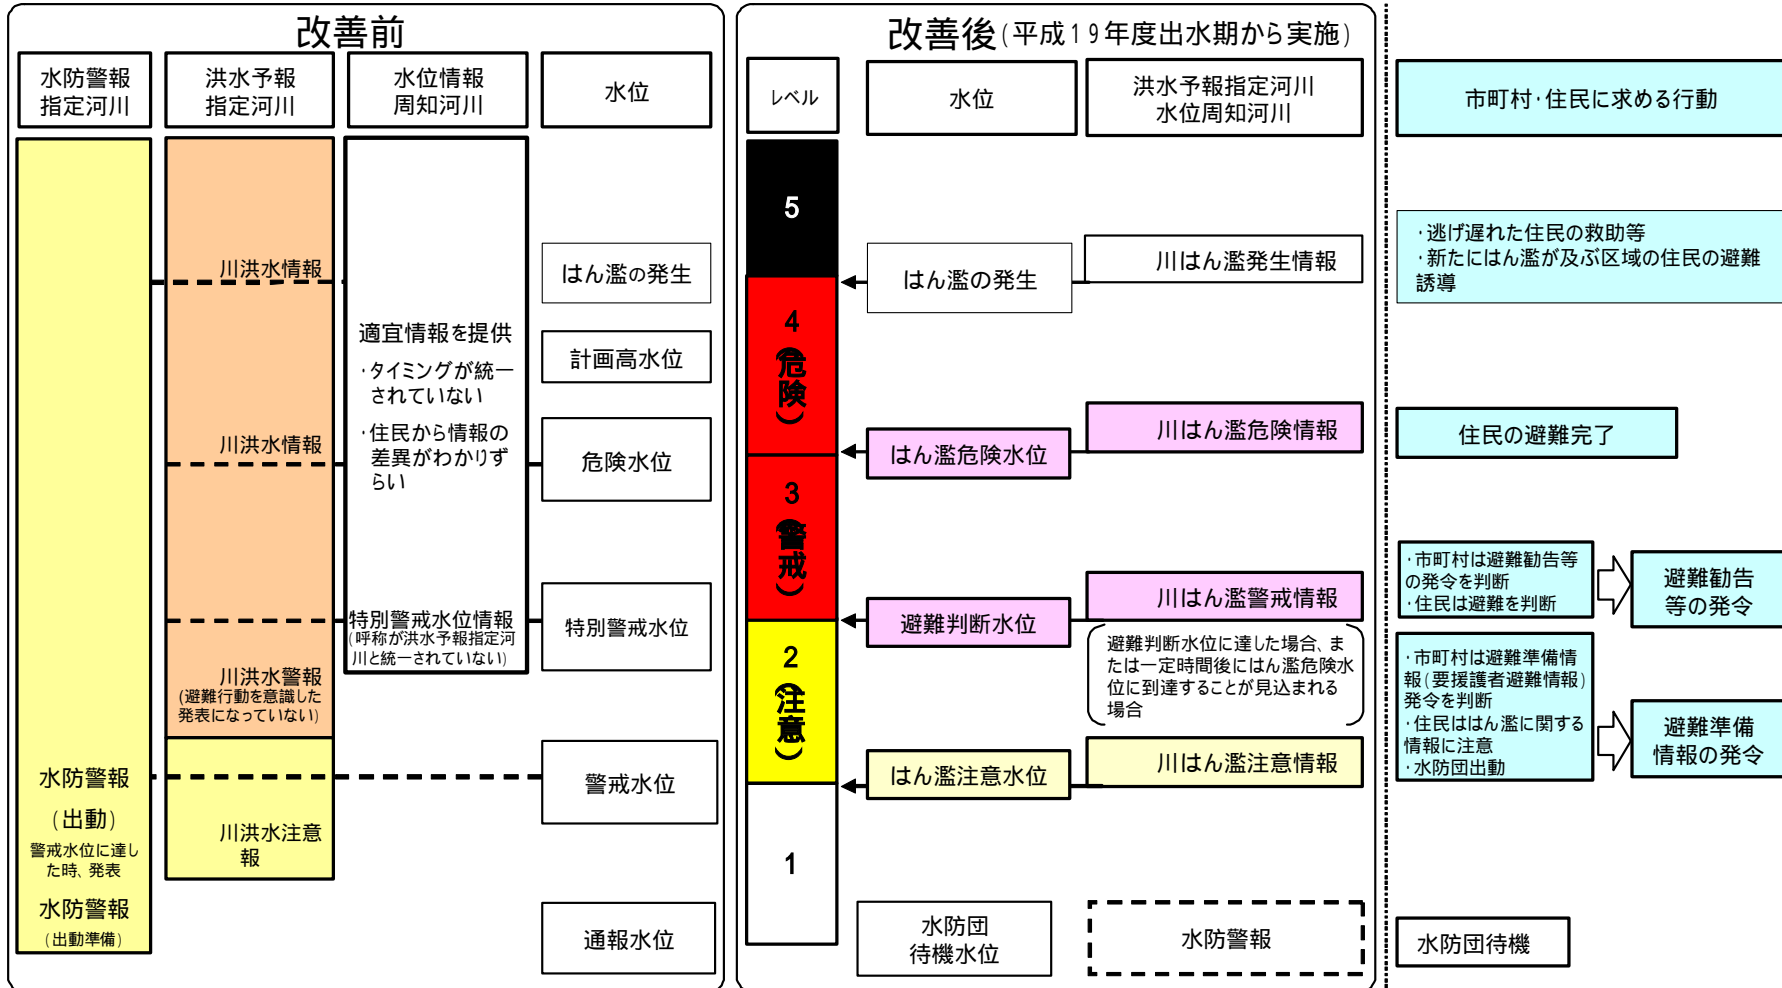 改善前
水防警報
指定河川
洪水予報
指定河川
水位情報
周知河川
水位
川洪水情報
川洪水情報
川洪水警報
(避難行動を意識した
発表になっていない)
川洪水注意
報
水防警報
(出動)
警戒水位に達し
た時、発表
水防警報
(出動準備)
適宜情報を提供
・タイミングが統一
されていない
・住民から情報の
差異がわかりず
らい
特別警戒水位情報
(呼称が洪水予報指定河
川と統一されていない)
はん濫の発生
計画高水位
危険水位
特別警戒水位
警戒水位
通報水位
改善後(平成19年度出水期から実施)
レベル
水位
洪水予報指定河川
水位周知河川
5
4
(危険)
3
(警戒)
2
(注意)
1
はん濫の発生
はん濫危険水位
避難判断水位
はん濫注意水位
水防団
待機水位
川はん濫発生情報
川はん濫危険情報
川はん濫警戒情報
避難判断水位に達した場合、ま
たは一定時間後にはん濫危険水
位に到達することが見込まれる
場合
川はん濫注意情報
水防警報
市町村・住民に求める行動
・逃げ遅れた住民の救助等
・新たにはん濫が及ぶ区域の住民の避難
誘導
住民の避難完了
・市町村は避難勧告等
の発令を判断
・住民は避難を判断
避難勧告
等の発令
・市町村は避難準備情
報(要援護者避難情報)
発令を判断
・住民ははん濫に関する
情報に注意
・水防団出動
避難準備
情報の発令
水防団待機